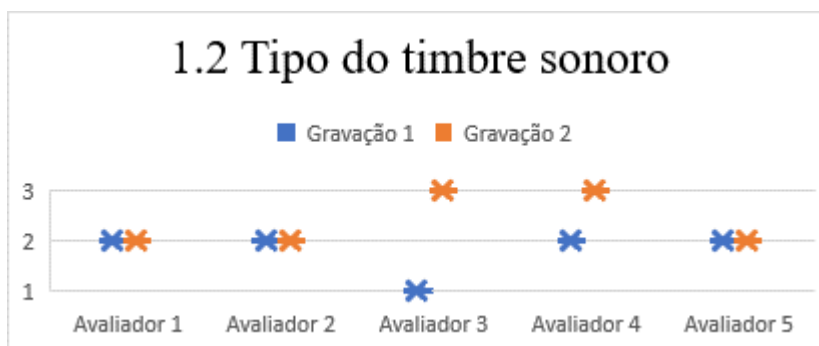 1.2 Tipo do timbre sonoro
Gravação 1 Gravação 2
3
2
1
Avaliador 1 Avaliador 2 Avaliador 3 Avaliador 4 Avaliador 5